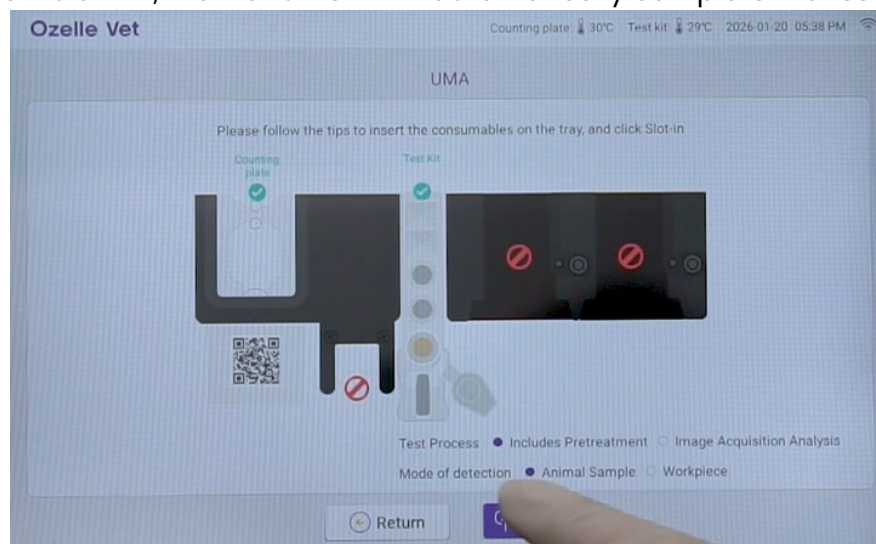 Ozelle Vet
Counting plate: 30°C Test kit: 29°C 2026-01-20 05:38 PM
UMA
Please follow the tips to insert the consumables on the tray, and click Slot-in
Counting plate
Test Kit
Test Process Includes Pretreatment Image Acquisition Analysis
Mode of detection Animal Sample Workpiece
Return